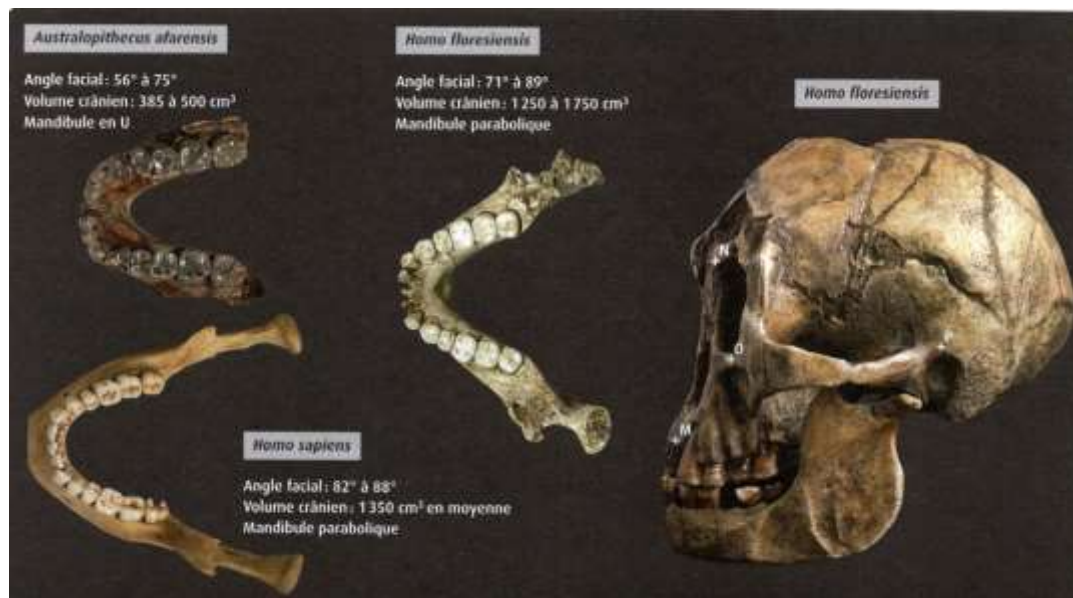 Australopithecus afarensis
Angle facial : 56° à 75°
Volume crânien : 385 à 500 cm³
Mandibule en U
Homo floresiensis
Angle facial : 71° à 89°
Volume crânien : 1 250 à 1 750 cm³
Mandibule parabolique
Homo floresiensis
N
O
M
Homo sapiens
Angle facial : 82° à 88°
Volume crânien : 1 350 cm³ en moyenne
Mandibule parabolique